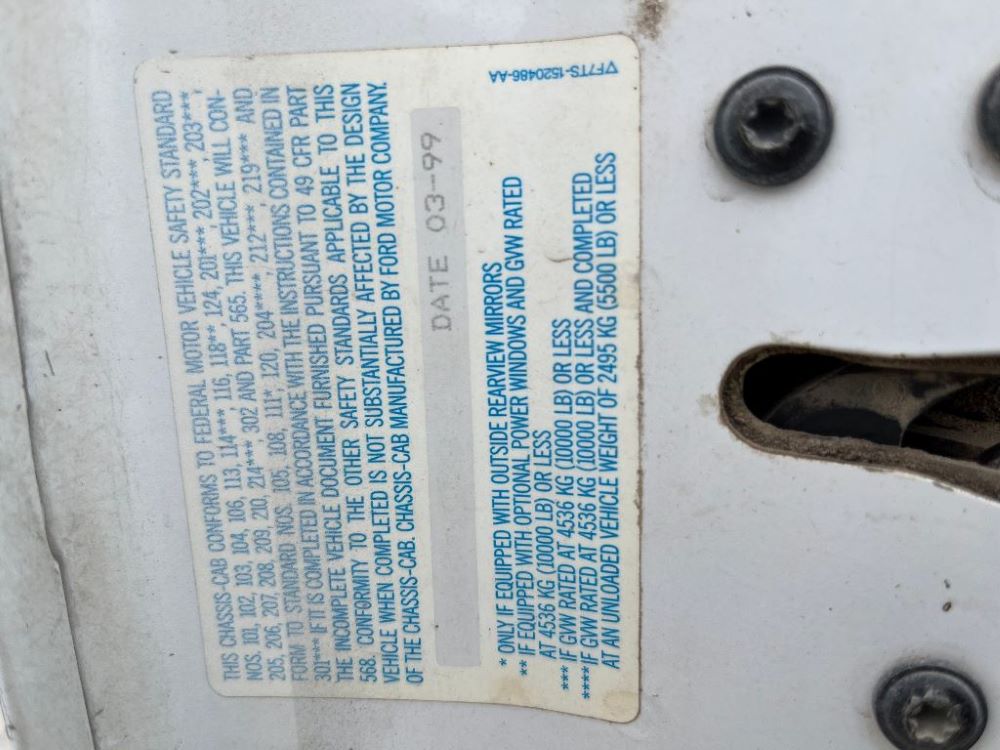 THIS CHASSIS-CAB CONFORMS TO FEDERAL MOTOR VEHICLE SAFETY STANDARD
NOS. 101, 102, 103, 104, 106, 113, 114***, 116, 118**, 124, 201***, 202***, 203***,
205, 206, 207, 208, 209, 210, 214***, 302 AND PART 565. THIS VEHICLE WILL CON-
FORM TO STANDARD NOS. 105, 108, 111*, 120, 204****, 212***, 219*** AND
301*** IF IT IS COMPLETED IN ACCORDANCE WITH THE INSTRUCTIONS CONTAINED IN
THE INCOMPLETE VEHICLE DOCUMENT FURNISHED PURSUANT TO 49 CFR PART
568. CONFORMITY TO THE OTHER SAFETY STANDARDS APPLICABLE TO THIS
VEHICLE WHEN COMPLETED IS NOT SUBSTANTIALLY AFFECTED BY THE DESIGN
OF THE CHASSIS-CAB. CHASSIS-CAB MANUFACTURED BY FORD MOTOR COMPANY.
DATE 03-99
* ONLY IF EQUIPPED WITH OUTSIDE REARVIEW MIRRORS
** IF EQUIPPED WITH OPTIONAL POWER WINDOWS AND GVW RATED
AT 4536 KG (10000 LB) OR LESS
*** IF GVW RATED AT 4536 KG (10000 LB) OR LESS
**** IF GVW RATED AT 4536 KG (10000 LB) OR LESS AND COMPLETED
AT AN UNLOADED VEHICLE WEIGHT OF 2495 KG (5500 LB) OR LESS
▽F7TS-1520486-AA